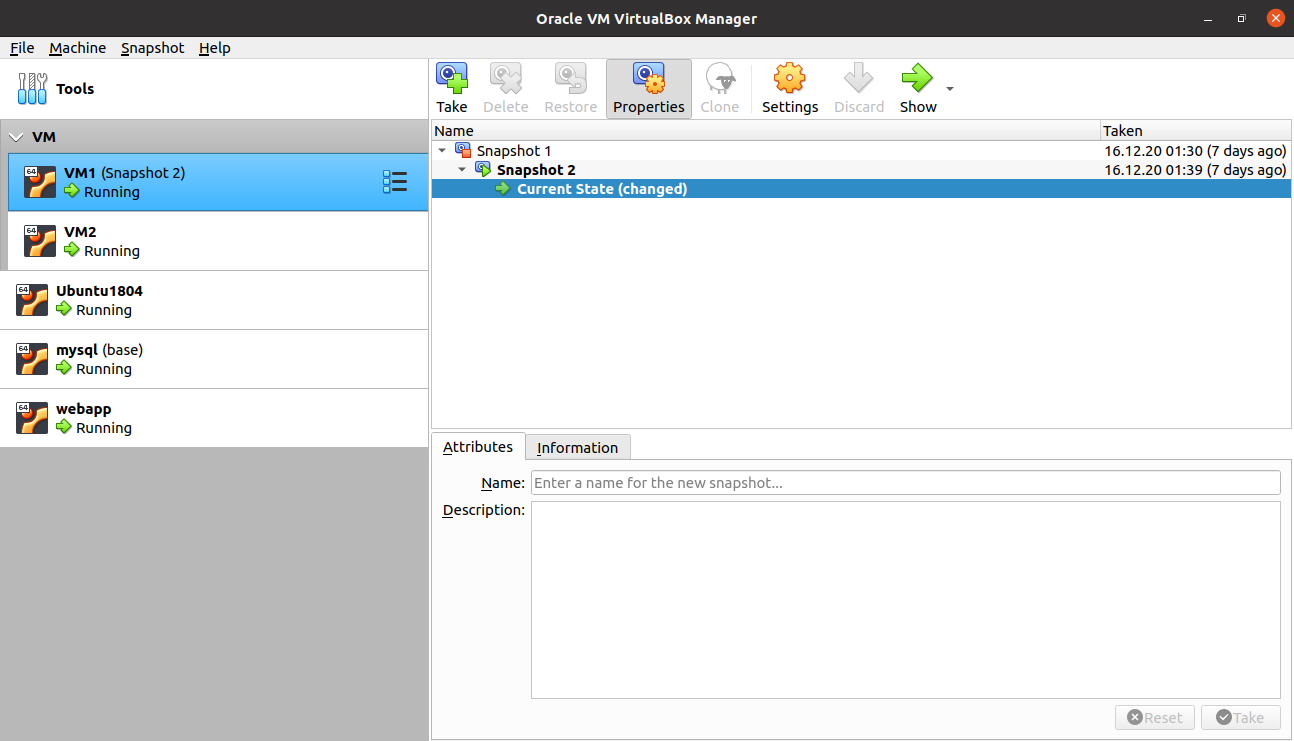 Oracle VM VirtualBox Manager
File Machine Snapshot Help
Tools
Take Delete Restore Properties Clone Settings Discard Show
VM
64
VM1 (Snapshot 2)
Running
64
VM2
Running
64
Ubuntu1804
Running
64
mysql (base)
Running
64
webapp
Running
Name Taken
Snapshot 1 16.12.20 01:30 (7 days ago)
Snapshot 2 16.12.20 01:39 (7 days ago)
Current State (changed)
Attributes Information
Name: Enter a name for the new snapshot...
Description:
Reset Take